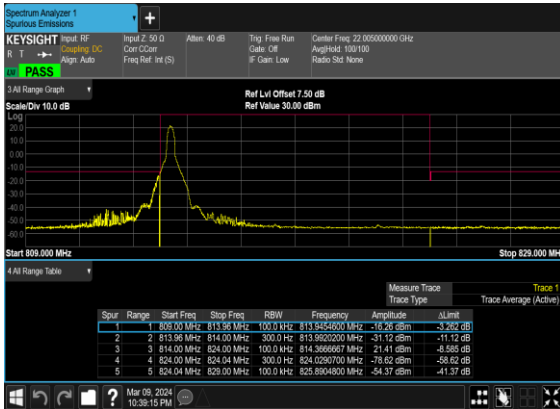 Spectrum Analyzer 1
Spurious Emissions
KEYSIGHT
R T
LXI PASS
Input: RF
Coupling: DC
Align: Auto
Input Z: 50 Ω
Corr CCorr
Freq Ref: Int (S)
Atten: 40 dB
Trig: Free Run
Gate: Off
IF Gain: Low
Center Freq: 22.005000000 GHz
Avg|Hold: 100/100
Radio Std: None
3 All Range Graph
Scale/Div 10.0 dB
Ref Lvl Offset 7.50 dB
Ref Value 30.00 dBm
Log
20.0
10.0
0.00
-10.0
-20.0
-30.0
-40.0
-50.0
-60.0
Start 809.000 MHz
Stop 829.000 MH
4 All Range Table
Measure Trace Trace 1
Trace Type Trace Average (Active)
Spur Range Start Freq Stop Freq RBW Frequency Amplitude ΔLimit
1 1 809.00 MHz 813.96 MHz 100.0 kHz 813.9454600 MHz -16.26 dBm -3.262 dB
2 2 813.96 MHz 814.00 MHz 300.0 Hz 813.9920200 MHz -31.12 dBm -11.12 dB
3 3 814.00 MHz 824.00 MHz 100.0 kHz 814.3666667 MHz 21.41 dBm -8.585 dB
4 4 824.00 MHz 824.04 MHz 300.0 Hz 824.0290700 MHz -78.62 dBm -58.62 dB
5 5 824.04 MHz 829.00 MHz 100.0 kHz 825.8904800 MHz -54.37 dBm -41.37 dB
Mar 09, 2024
10:39:15 PM